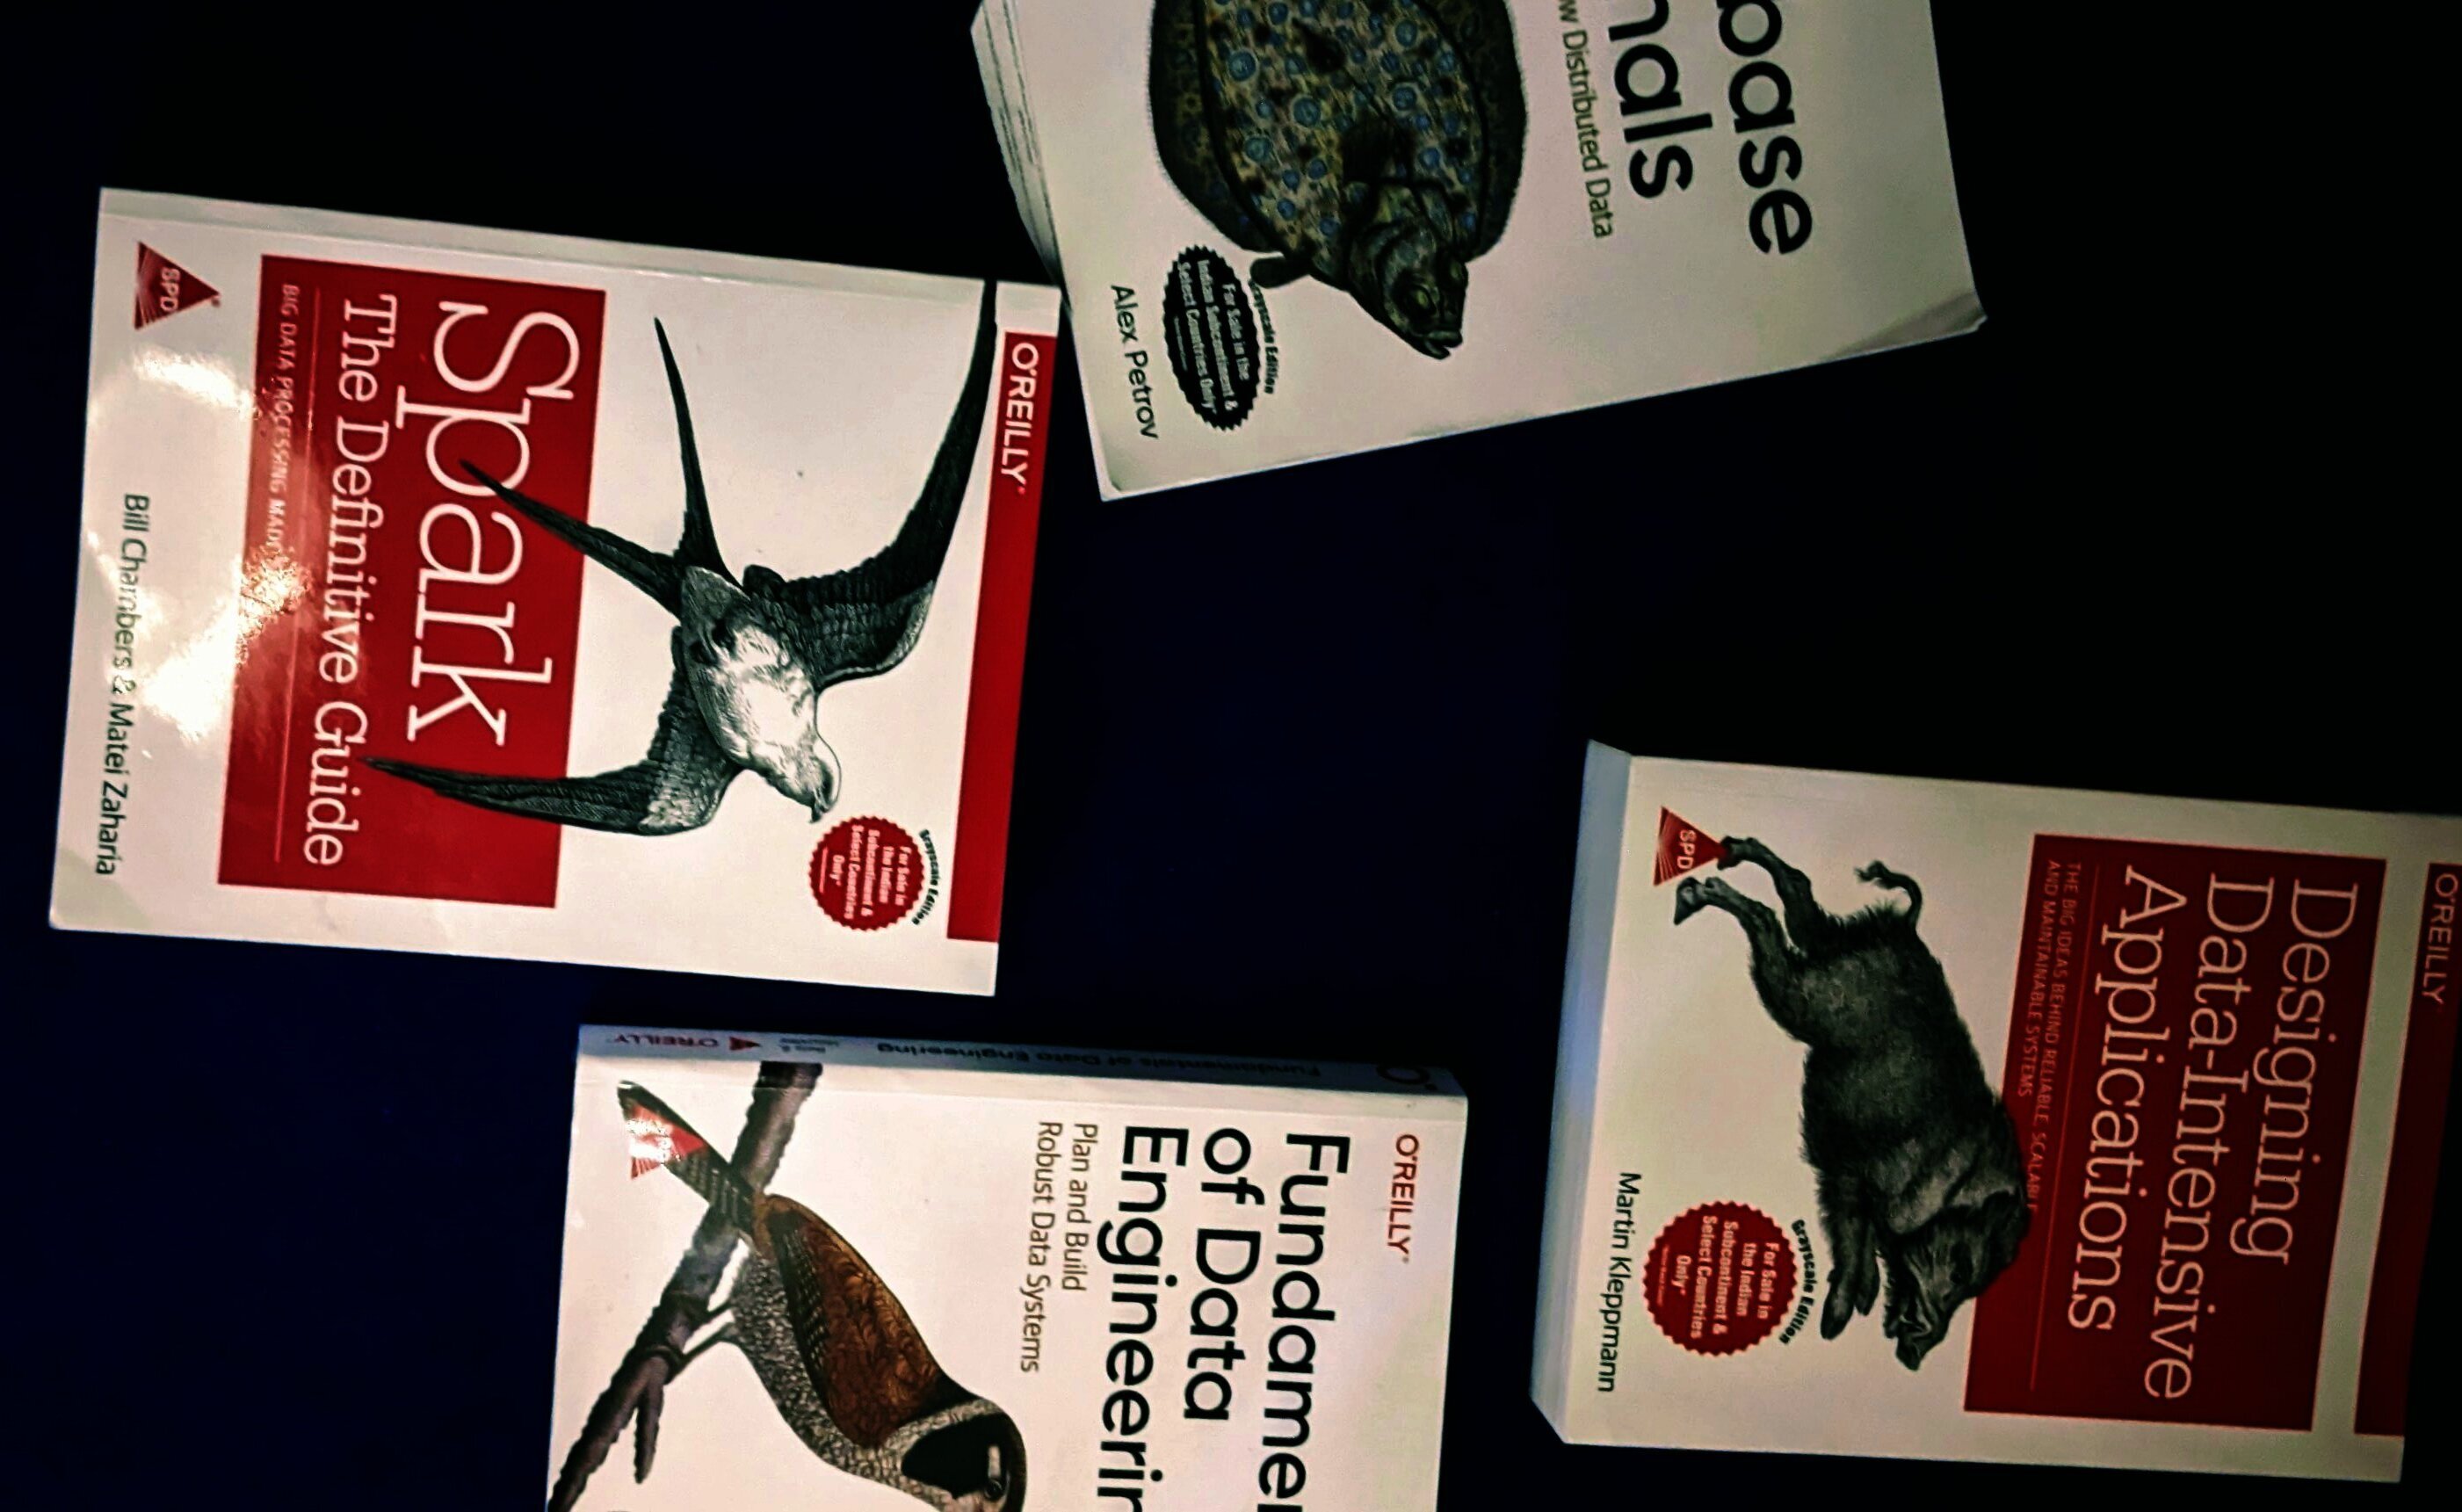 base
nals
w Distributed Data
Grayscale Edition
For Sale in the
Indian Subcontinent &
Select Countries Only*
Alex Petrov
O'REILLY®
Grayscale Edition
For Sale in
the Indian
Subcontinent &
Select Countries
Only*
Spark
The Definitive Guide
BIG DATA PROCESSING MADE
SPD
Bill Chambers & Matei Zaharia
O'REILLY
Designing
Data-Intensive
Applications
THE BIG IDEAS BEHIND RELIABLE, SCALABLE
AND MAINTAINABLE SYSTEMS
Grayscale Edition
For Sale in
the Indian
Subcontinent &
Select Countries
Only*
SPD
Martin Kleppmann
Fundamentals of Data Engineering
O'REILLY
O'REILLY®
Fundamen
of Data
Engineerin
Plan and Build
Robust Data Systems